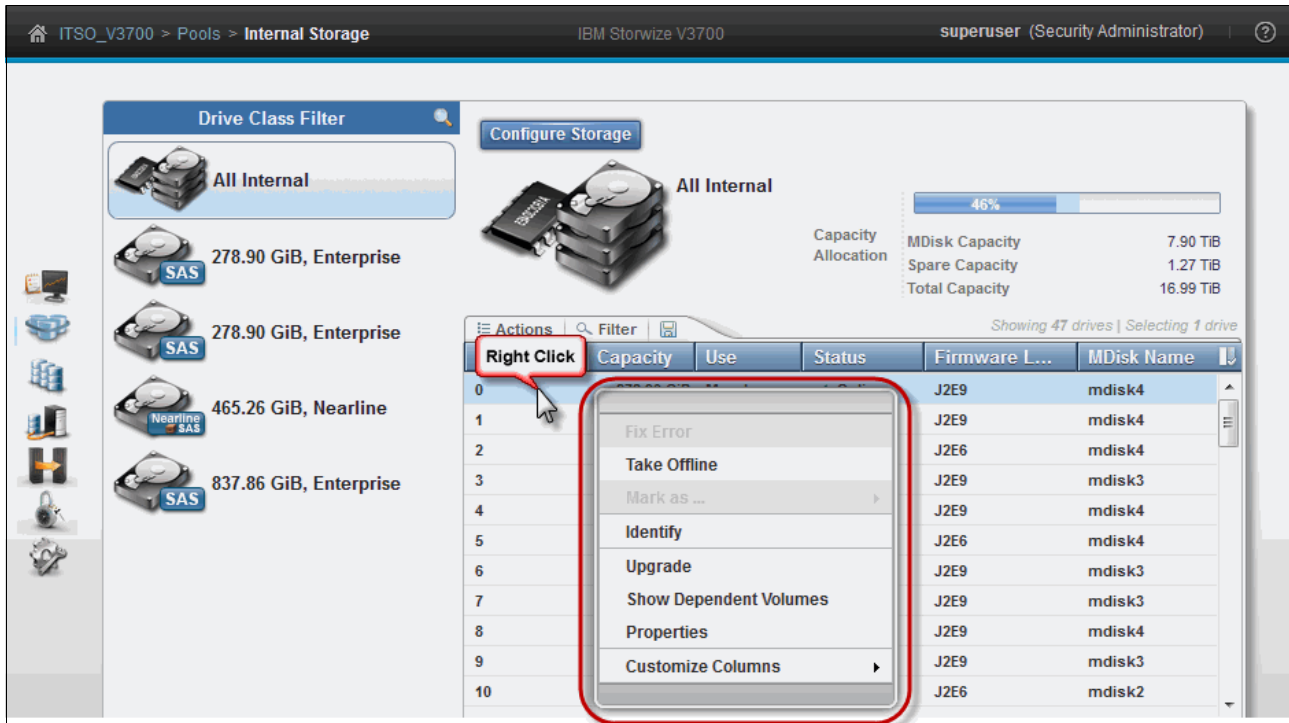 ITSO_V3700 > Pools > Internal Storage
IBM Storwize V3700
superuser (Security Administrator)
?
Drive Class Filter
All Internal
278.90 GiB, Enterprise
SAS
278.90 GiB, Enterprise
SAS
465.26 GiB, Nearline
Nearline
SAS
837.86 GiB, Enterprise
SAS
Configure Storage
All Internal
Capacity
Allocation
46%
MDisk Capacity 7.90 TiB
Spare Capacity 1.27 TiB
Total Capacity 16.99 TiB
Actions Filter
Showing 47 drives | Selecting 1 drive
Right Click
Capacity Use Status Firmware L... MDisk Name
0 J2E9 mdisk4
1 J2E9 mdisk4
2 J2E6 mdisk4
3 J2E9 mdisk3
4 J2E9 mdisk4
5 J2E6 mdisk4
6 J2E9 mdisk3
7 J2E9 mdisk3
8 J2E9 mdisk4
9 J2E9 mdisk3
10 J2E6 mdisk2
Fix Error
Take Offline
Mark as ...
Identify
Upgrade
Show Dependent Volumes
Properties
Customize Columns